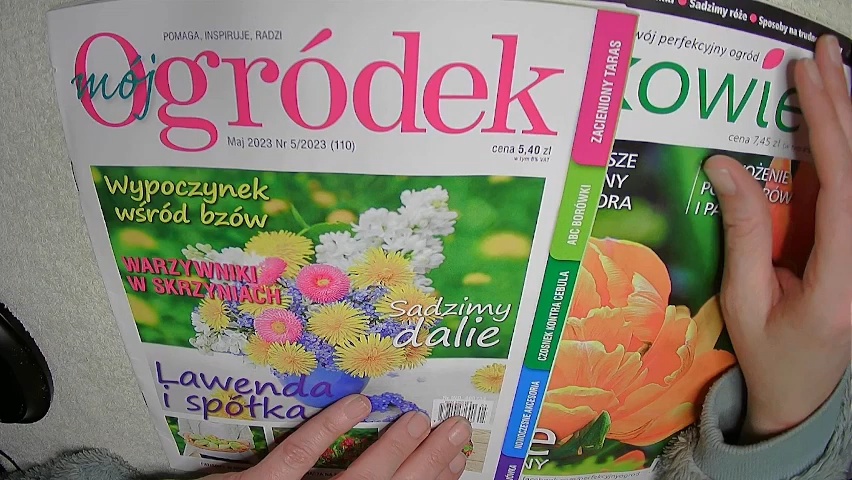 POMAGA, INSPIRUJE, RADZI
mój
Ogródek
Maj 2023 Nr 5/2023 (110)
cena 5,40 zł
w tym 8% VAT
Wypoczynek
wśród bzów
WARZYWNIKI
W SKRZYNIACH
Sadzimy
dalie
Lawenda
i spółka
ZACIENIONY TARAS
ABC BORÓWKI
CZOSNEK KONTRA CEBULA
NOWOCZESNE AKCESORIA
Sadzimy róże
Sposoby na
perfekcyjny ogród
kowie
cena 7,45 zł